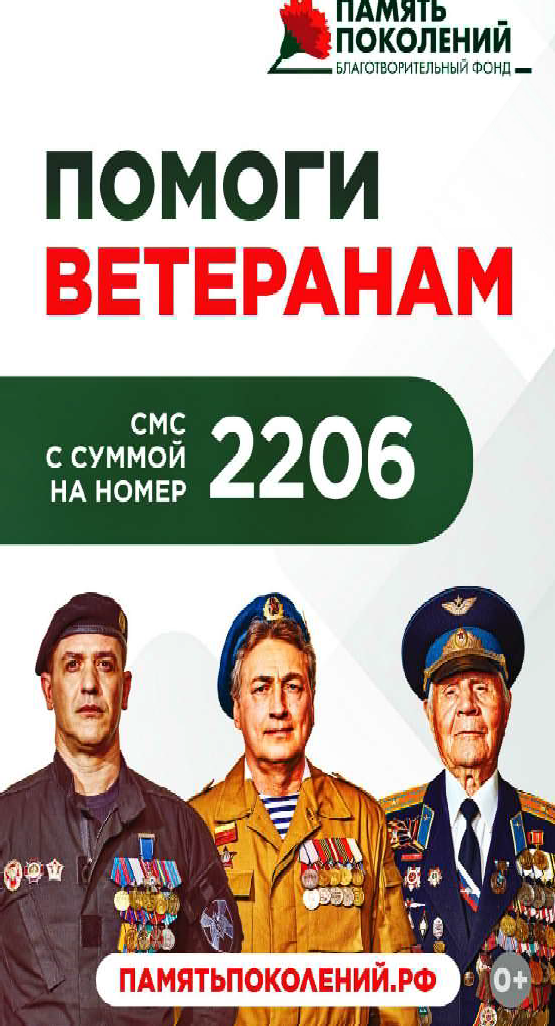 ПАМЯТЬ
ПОКОЛЕНИЙ
БЛАГОТВОРИТЕЛЬНЫЙ ФОНД
ПОМОГИ
ВЕТЕРАНАМ
СМС
С СУММОЙ
НА НОМЕР
2206
ПАМЯТЬПОКОЛЕНИЙ.РФ
0+